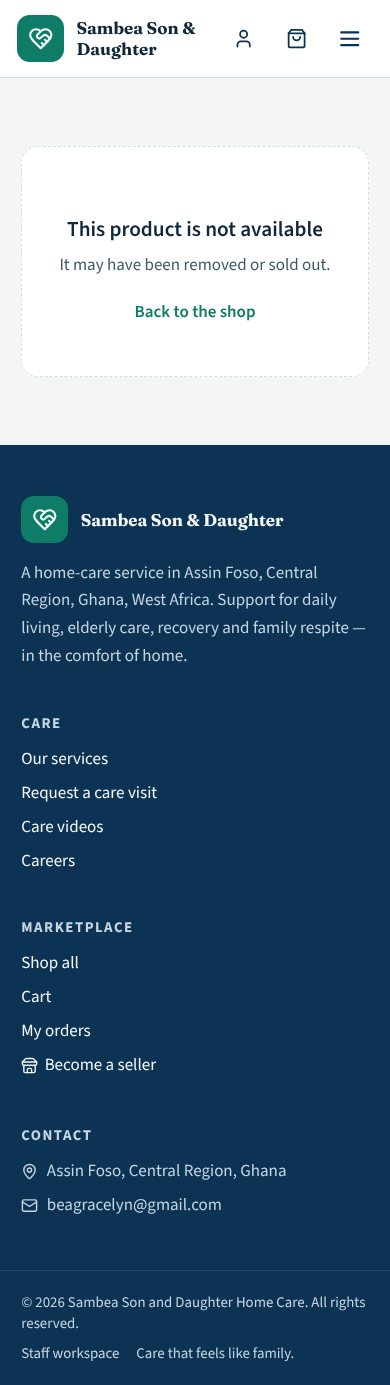 Sambea Son &
Daughter
This product is not available
It may have been removed or sold out.
Back to the shop
Sambea Son & Daughter
A home-care service in Assin Foso, Central
Region, Ghana, West Africa. Support for daily
living, elderly care, recovery and family respite —
in the comfort of home.
CARE
Our services
Request a care visit
Care videos
Careers
MARKETPLACE
Shop all
Cart
My orders
Become a seller
CONTACT
Assin Foso, Central Region, Ghana
beagracelyn@gmail.com
© 2026 Sambea Son and Daughter Home Care. All rights
reserved.
Staff workspace Care that feels like family.